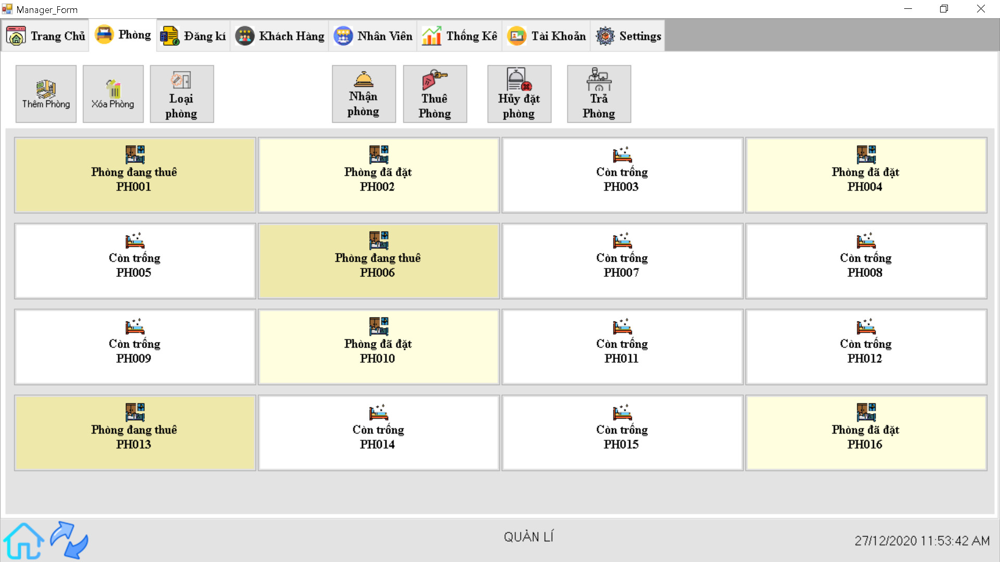 Manager_Form
Trang Chủ
Phòng
Đăng kí
Khách Hàng
Nhân Viên
Thống Kê
Tài Khoản
Settings
Thêm Phòng
Xóa Phòng
Loại
phòng
Nhận
phòng
Thuê
Phòng
Hủy đặt
phòng
Trả
Phòng
Phòng đang thuê
PH001
Phòng đã đặt
PH002
Còn trống
PH003
Phòng đã đặt
PH004
Còn trống
PH005
Phòng đang thuê
PH006
Còn trống
PH007
Còn trống
PH008
Còn trống
PH009
Phòng đã đặt
PH010
Còn trống
PH011
Còn trống
PH012
Phòng đang thuê
PH013
Còn trống
PH014
Còn trống
PH015
Phòng đã đặt
PH016
QUẢN LÍ
27/12/2020 11:53:42 AM